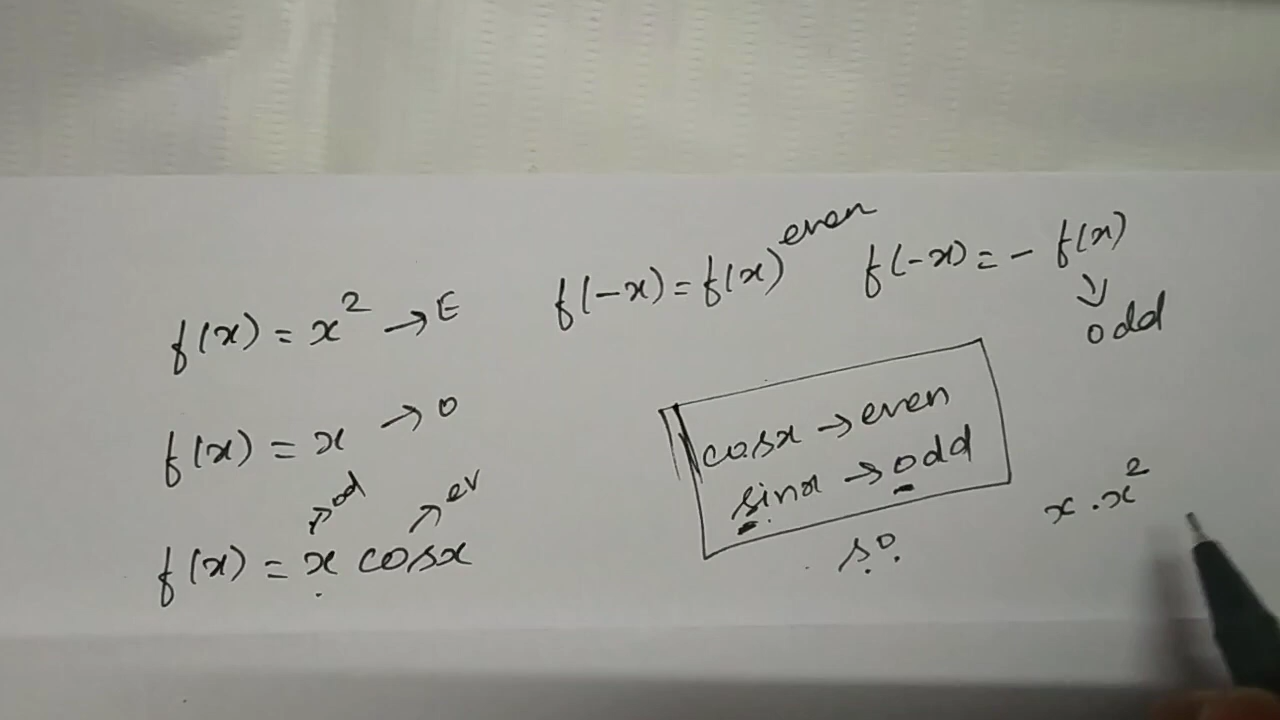 f(x) = x² → E
f(-x) = f(x) even
f(-x) = - f(x)
↓
odd
f(x) = x → o
cosx → even
sinx → odd
s.o.
↗ od ↗ ev
f(x) = x cosx
x . x²